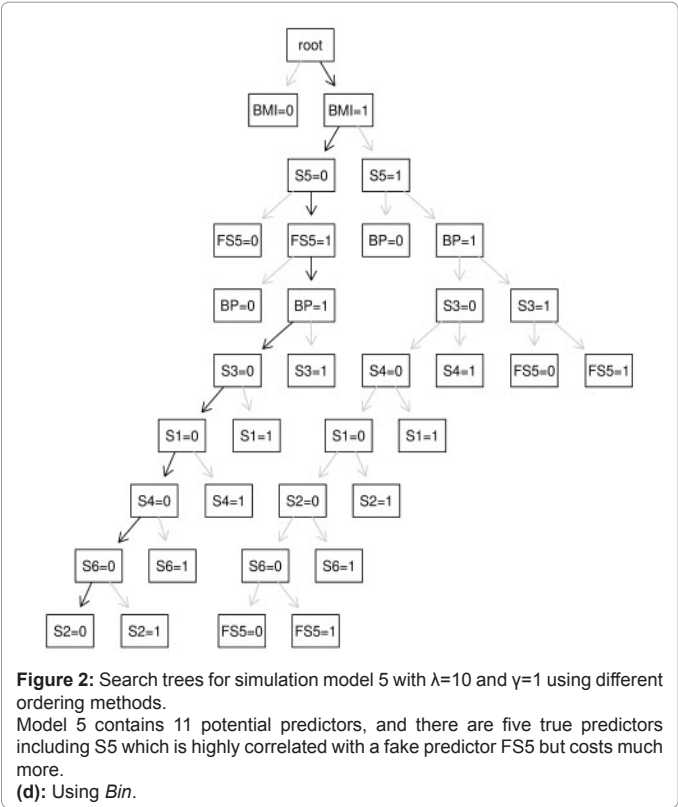 root
BMI=0 BMI=1
S5=0 S5=1
FS5=0 FS5=1 BP=0 BP=1
BP=0 BP=1 S3=0 S3=1
S3=0 S3=1 S4=0 S4=1 FS5=0 FS5=1
S1=0 S1=1 S1=0 S1=1
S4=0 S4=1 S2=0 S2=1
S6=0 S6=1 S6=0 S6=1
S2=0 S2=1 FS5=0 FS5=1
Figure 2: Search trees for simulation model 5 with λ=10 and γ=1 using different
ordering methods.
Model 5 contains 11 potential predictors, and there are five true predictors
including S5 which is highly correlated with a fake predictor FS5 but costs much
more.
(d): Using Bin.